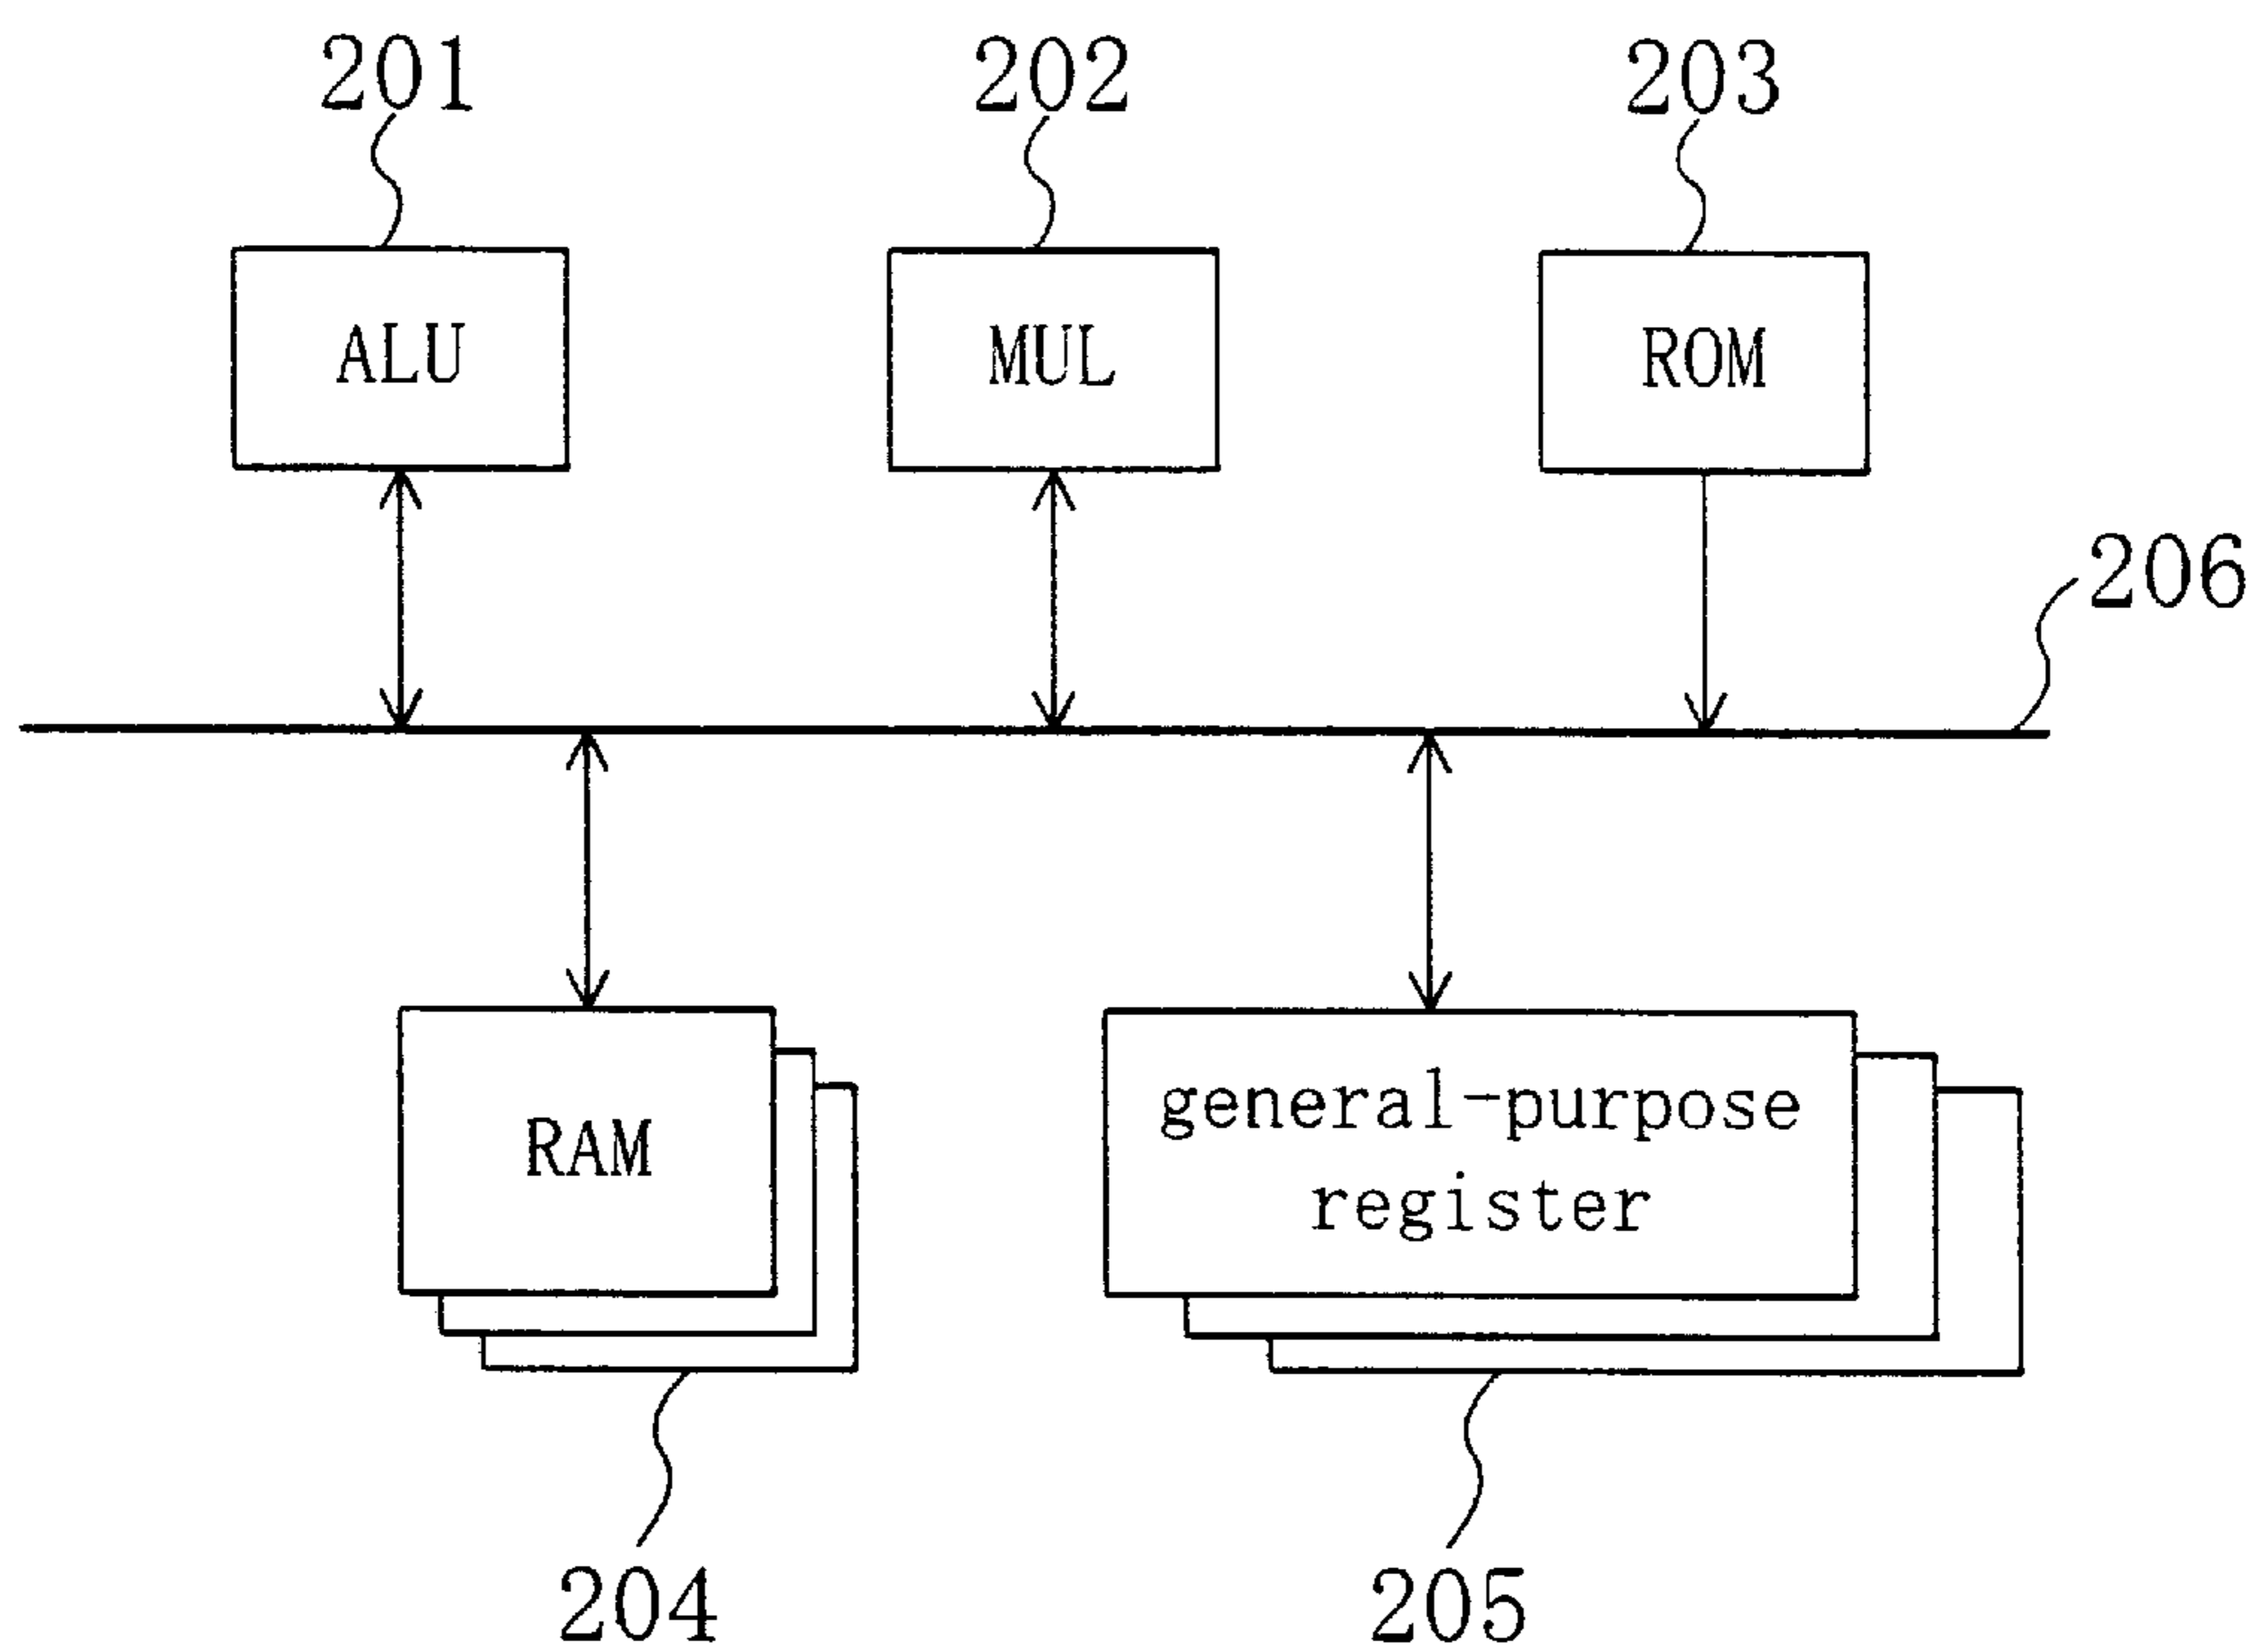 201
202
203
ALU
MUL
ROM
206
RAM
general-purpose
register
204
205